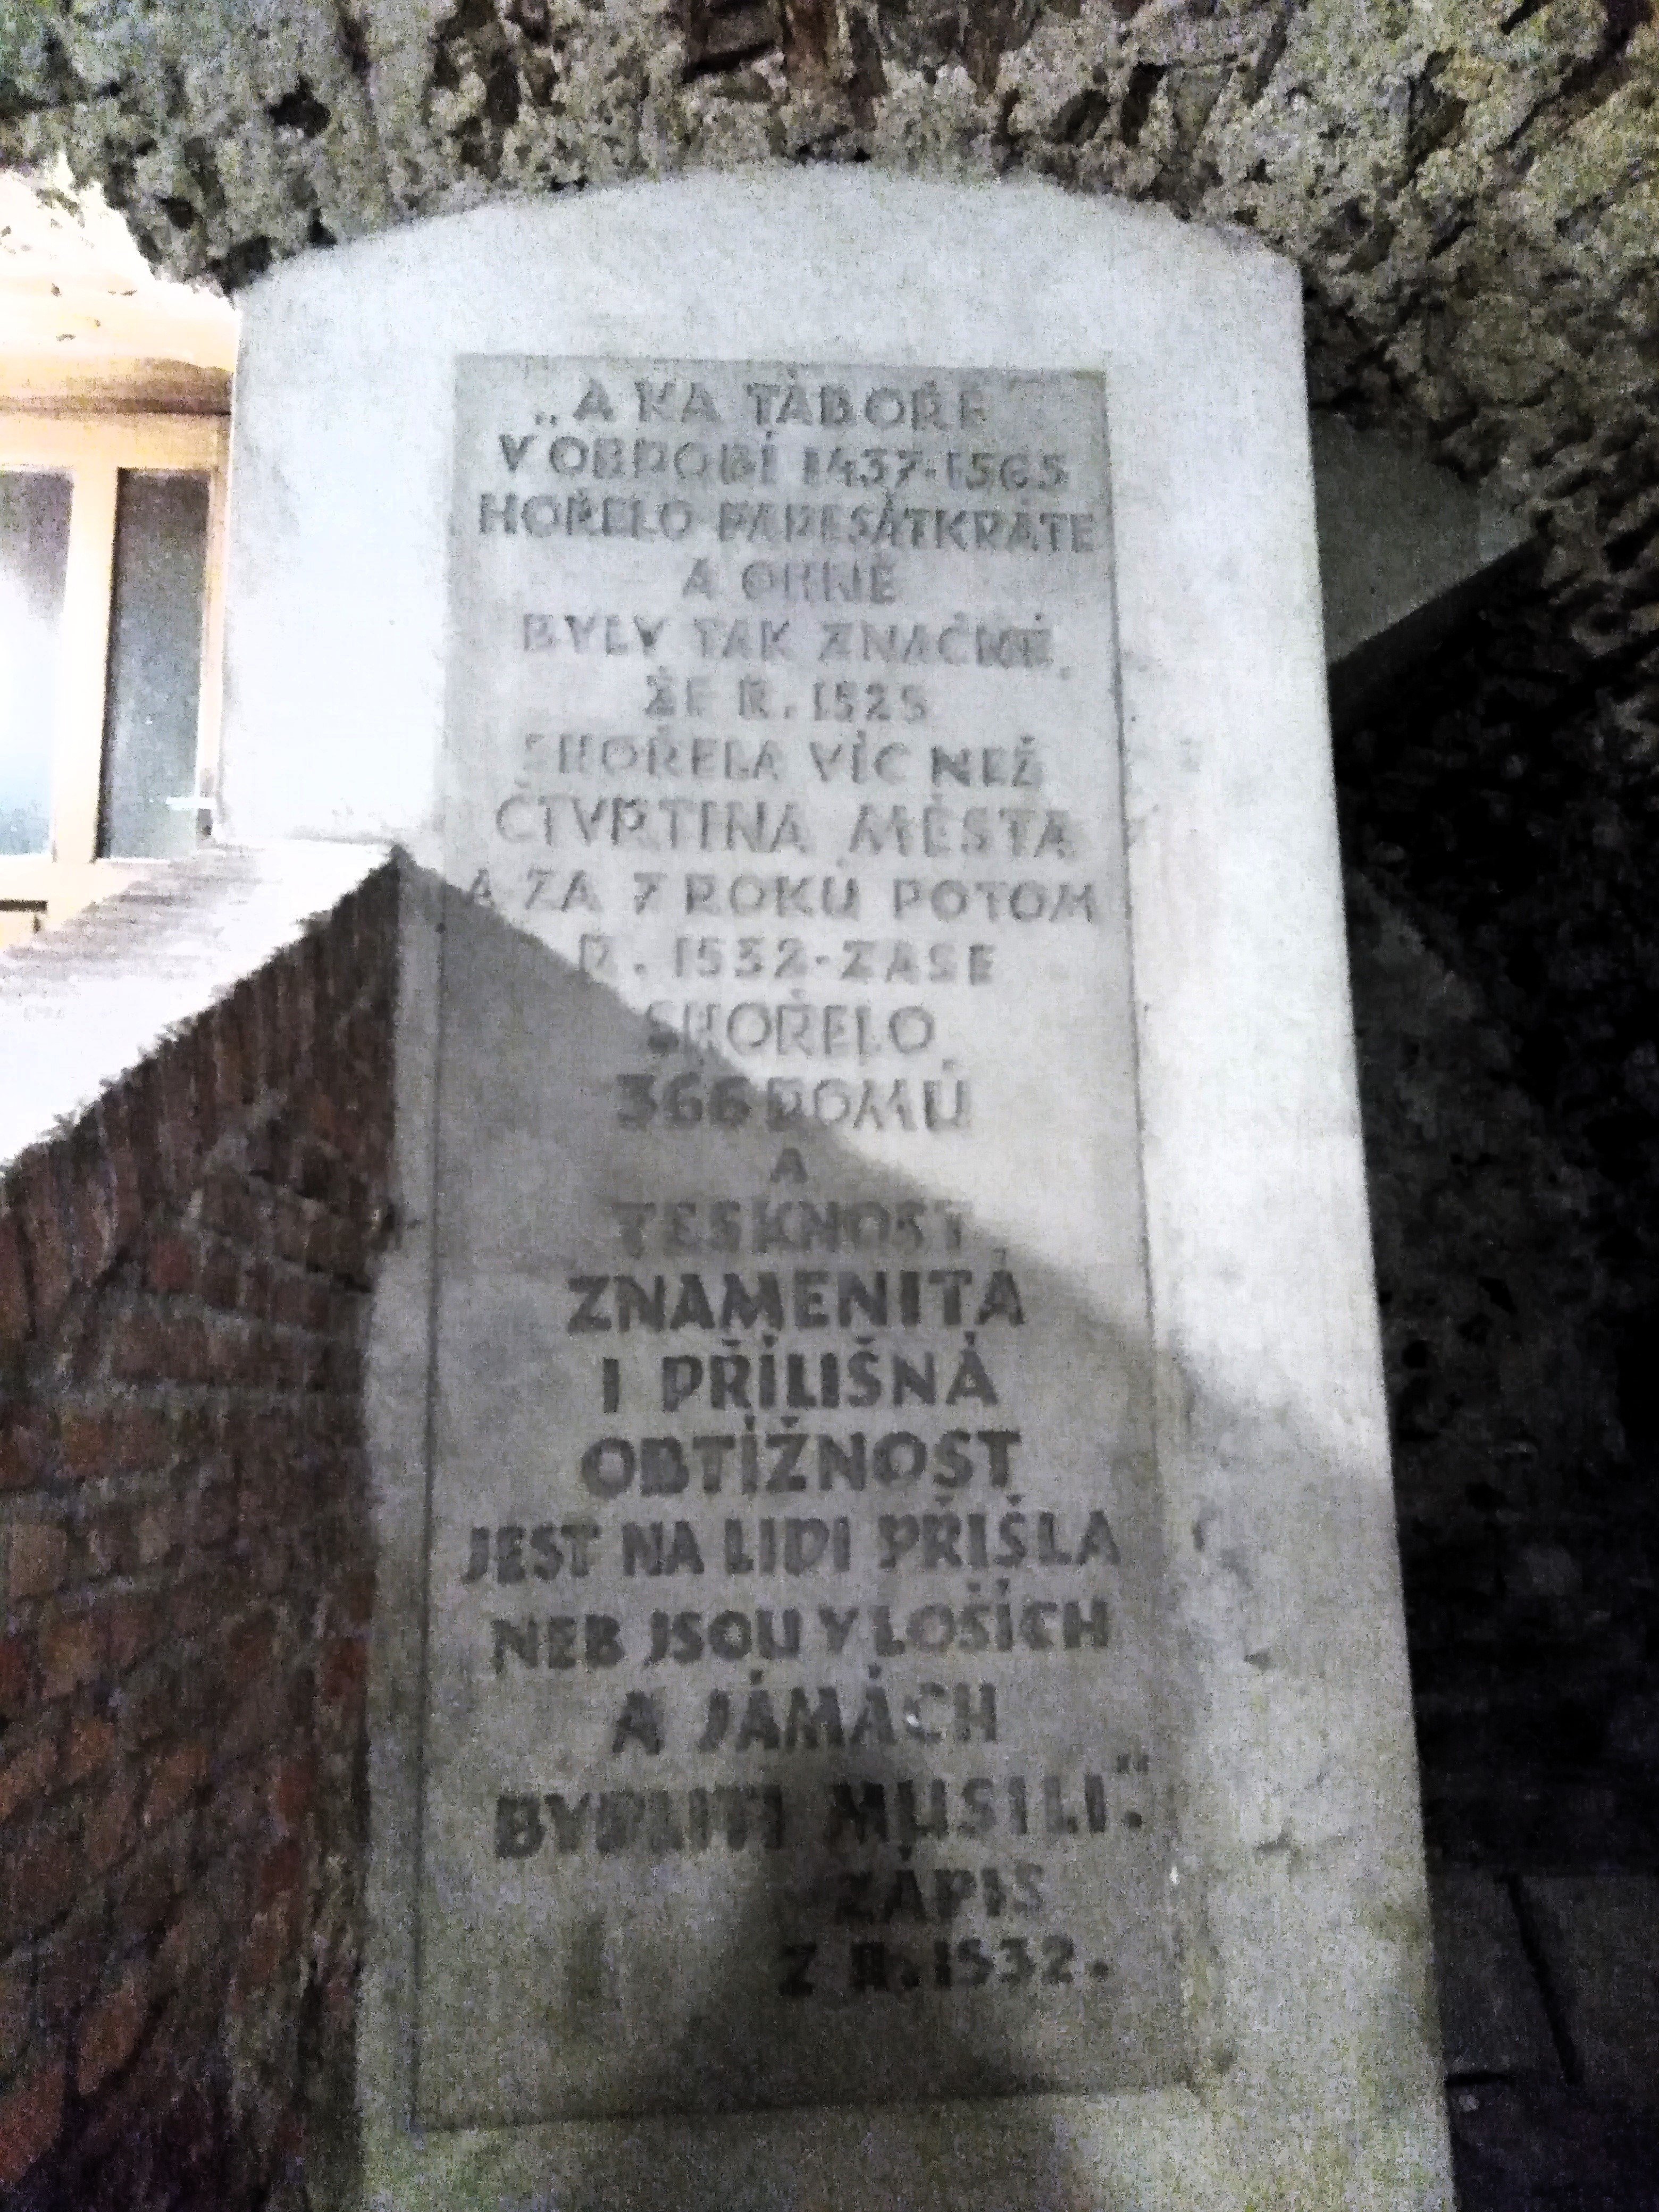 „A NA TÁBOŘE
V OBDOBÍ 1437-1565
HOŘELO PADESÁTKRÁTE
A OHNĚ
BYLY TAK ZNAČNÉ,
ŽE R. 1525
SHOŘELA VÍC NEŽ
ČTVRTINA MĚSTA
A ZA 7 ROKŮ POTOM
R. 1532-ZASE
SHOŘELO
366 DOMŮ
A
TESKNOST
ZNAMENITÁ
I PŘÍLIŠNÁ
OBTÍŽNOST
JEST NA LIDI PŘIŠLA
NEB JSOU V LOŠÍCH
A JÁMÁCH
BYDLITI MUSILI“.
ZÁPIS
Z R. 1532.